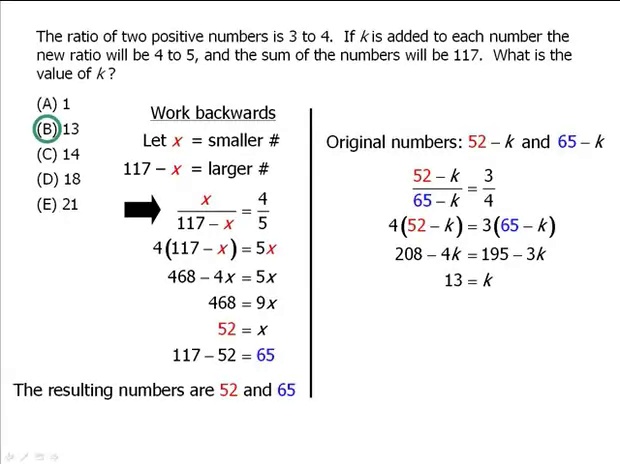 The ratio of two positive numbers is 3 to 4. If k is added to each number the
new ratio will be 4 to 5, and the sum of the numbers will be 117. What is the
value of k?
(A) 1
(B) 13
(C) 14
(D) 18
(E) 21
Work backwards
Let x = smaller #
117 – x = larger #
x / (117 – x) = 4 / 5
4(117 – x) = 5x
468 – 4x = 5x
468 = 9x
52 = x
117 – 52 = 65
The resulting numbers are 52 and 65
Original numbers: 52 – k and 65 – k
(52 – k) / (65 – k) = 3 / 4
4(52 – k) = 3(65 – k)
208 – 4k = 195 – 3k
13 = k